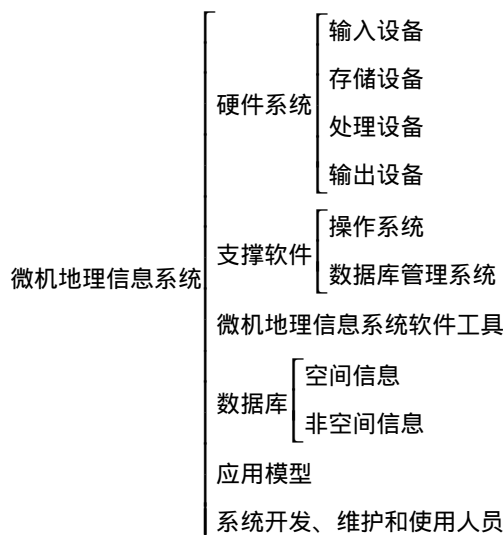 微机地理信息系统
硬件系统
输入设备
存储设备
处理设备
输出设备
支撑软件
操作系统
数据库管理系统
微机地理信息系统软件工具
数据库
空间信息
非空间信息
应用模型
系统开发、维护和使用人员